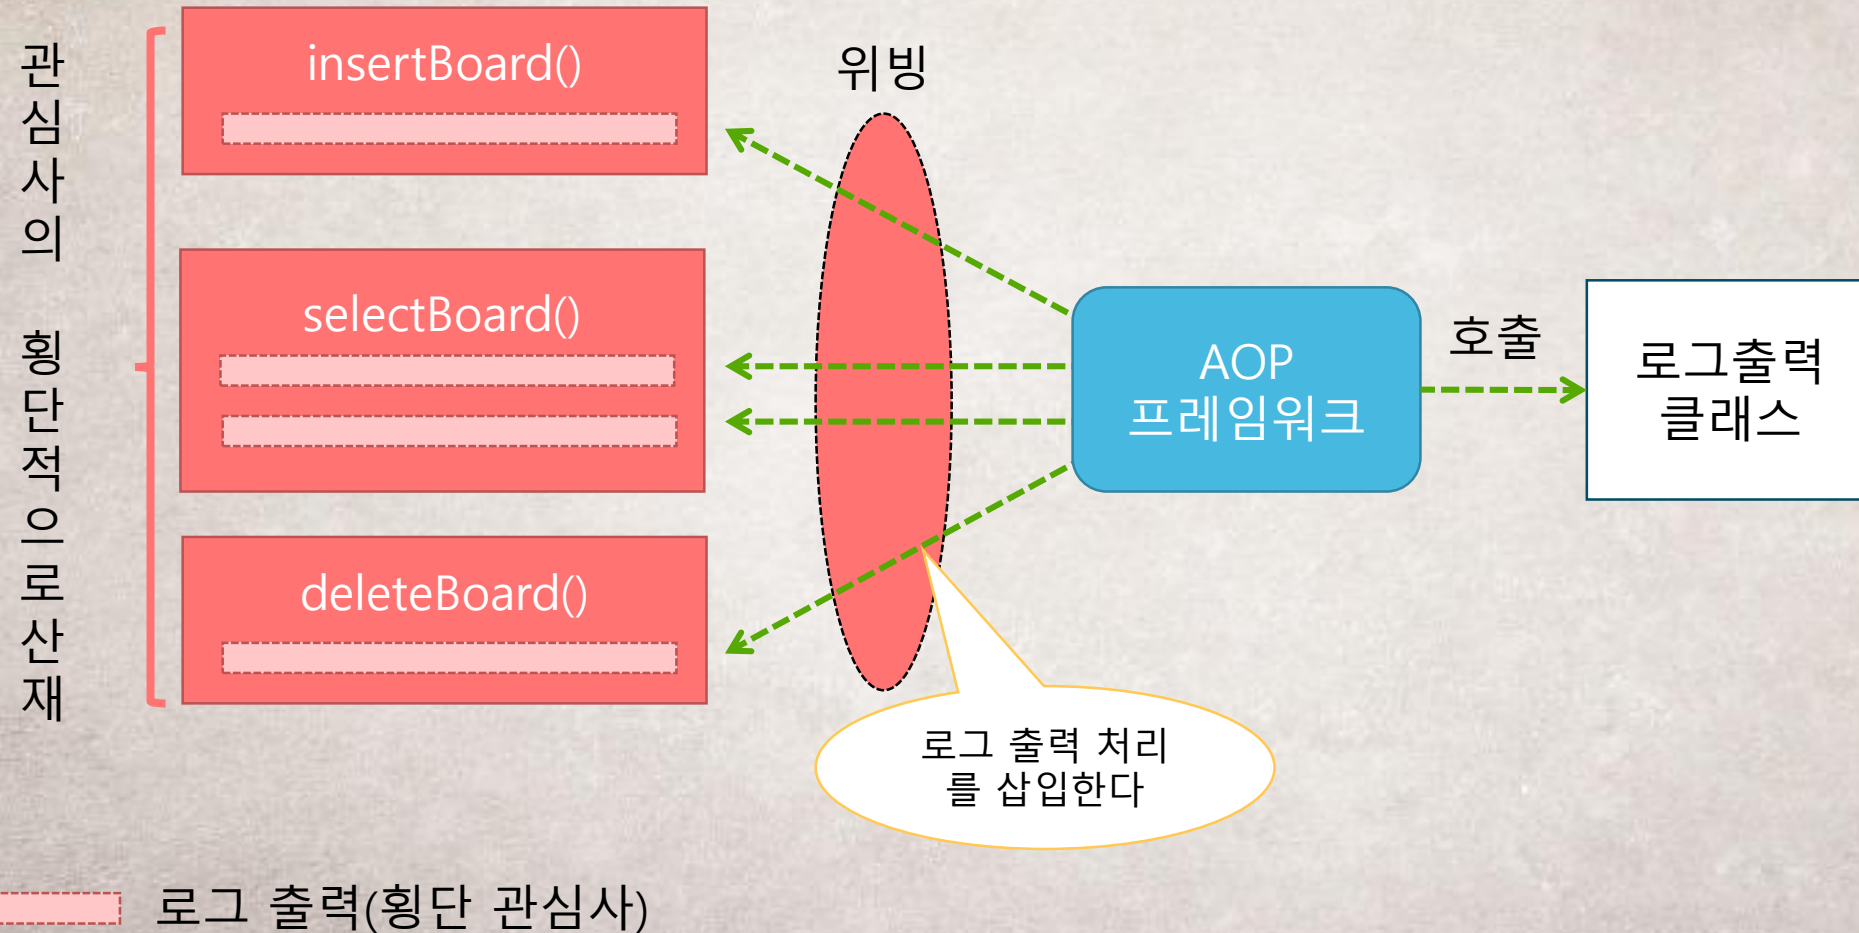 관심사의 횡단적으로산재
insertBoard()
selectBoard()
deleteBoard()
위빙
AOP
프레임워크
호출
로그출력
클래스
로그 출력 처리
를 삽입한다
로그 출력(횡단 관심사)